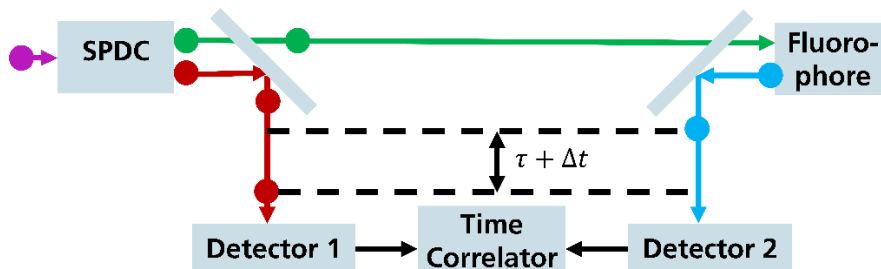 SPDC
Fluoro-
phore
τ + Δt
Detector 1
Time
Correlator
Detector 2